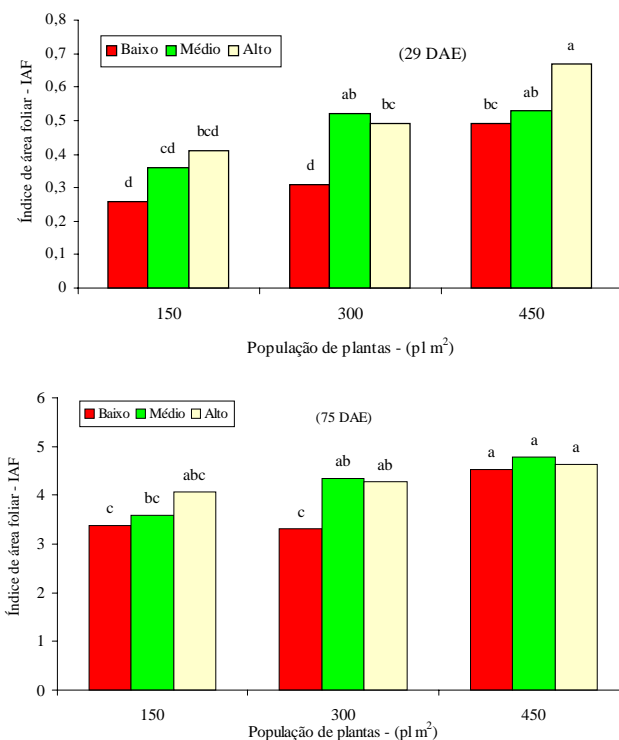 0,8
0,7
0,6
0,5
0,4
0,3
0,2
0,1
0
Índice de área foliar - IAF
Baixo Médio Alto
(29 DAE)
d cd bcd
d ab bc
bc ab a
150 300 450
População de plantas - (pl m²)
6
5
4
3
2
1
0
Índice de área foliar - IAF
Baixo Médio Alto
(75 DAE)
c bc abc
c ab ab
a a a
150 300 450
População de plantas - (pl m²)